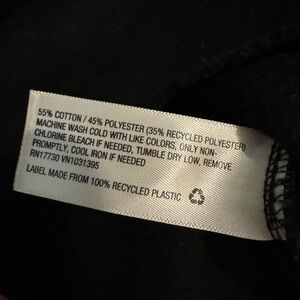 55% COTTON / 45% POLYESTER (35% RECYCLED POLYESTER)
MACHINE WASH COLD WITH LIKE COLORS, ONLY NON-
CHLORINE BLEACH IF NEEDED, TUMBLE DRY LOW, REMOVE
PROMPTLY, COOL IRON IF NEEDED
RN17730 VN1031395
LABEL MADE FROM 100% RECYCLED PLASTIC